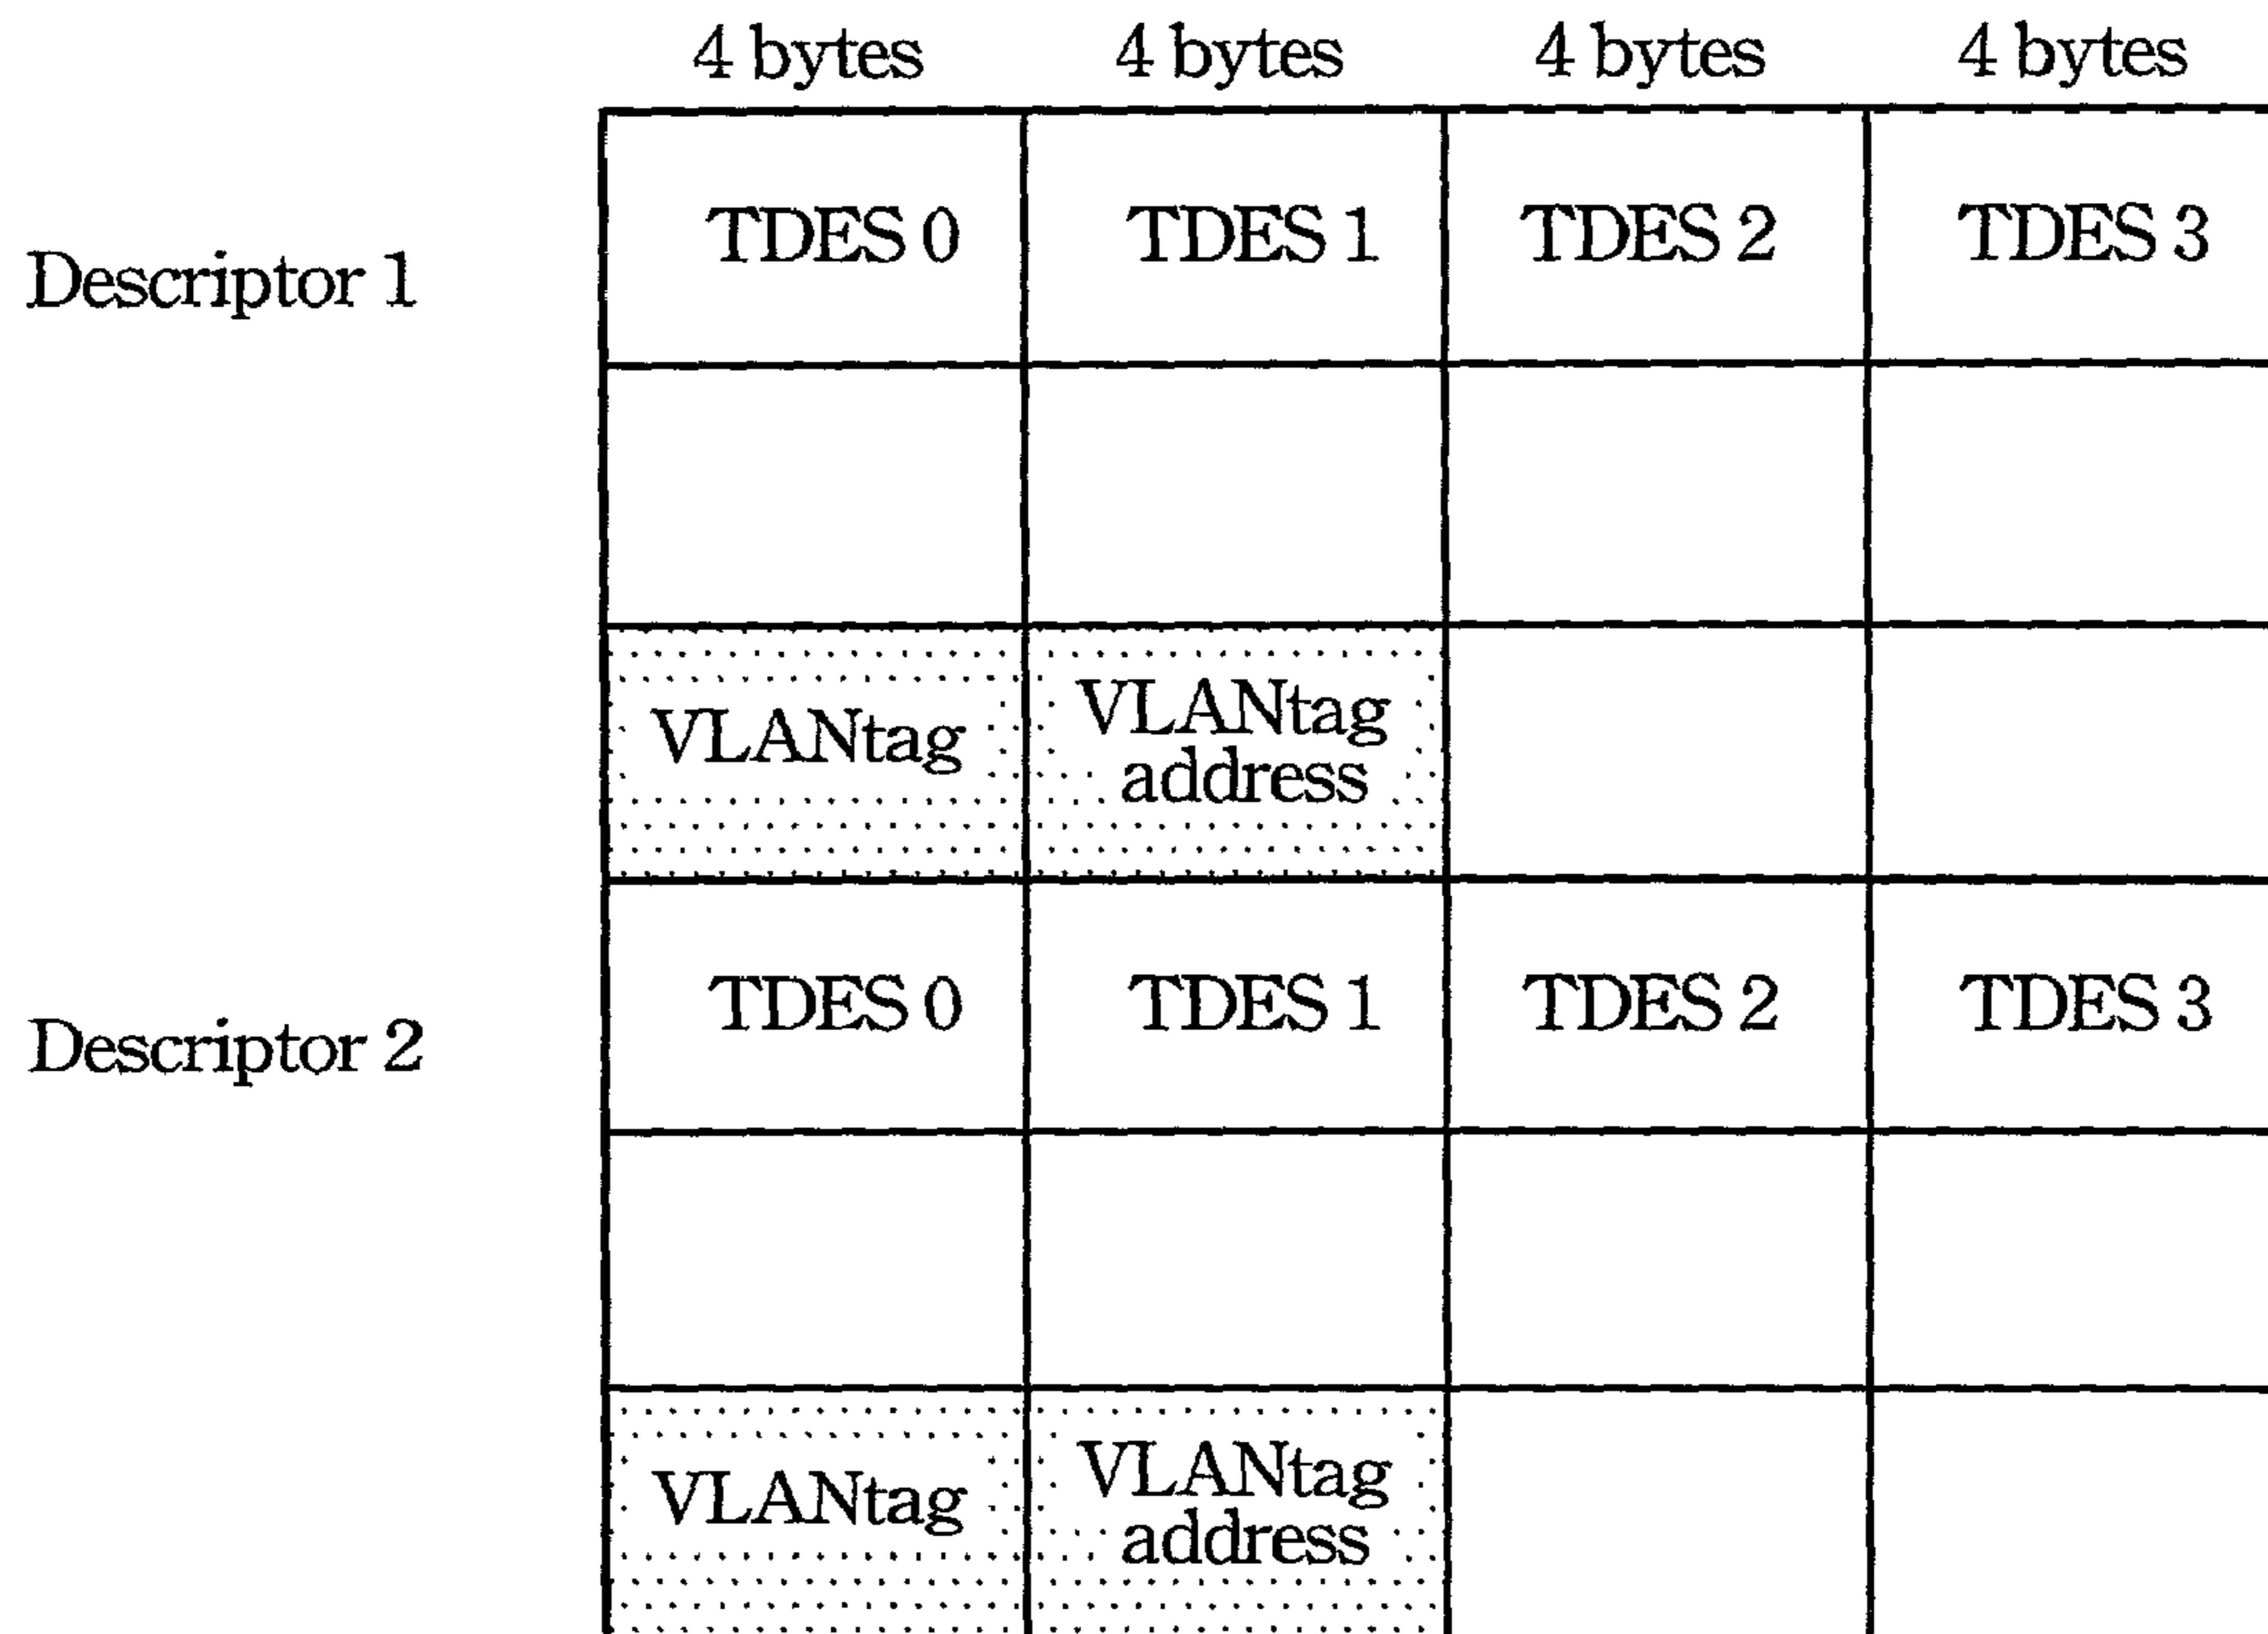 4 bytes 4 bytes 4 bytes 4 bytes
Descriptor 1
TDES 0 TDES 1 TDES 2 TDES 3
VLANtag
VLANtag
address
Descriptor 2
TDES 0 TDES 1 TDES 2 TDES 3
VLANtag
VLANtag
address